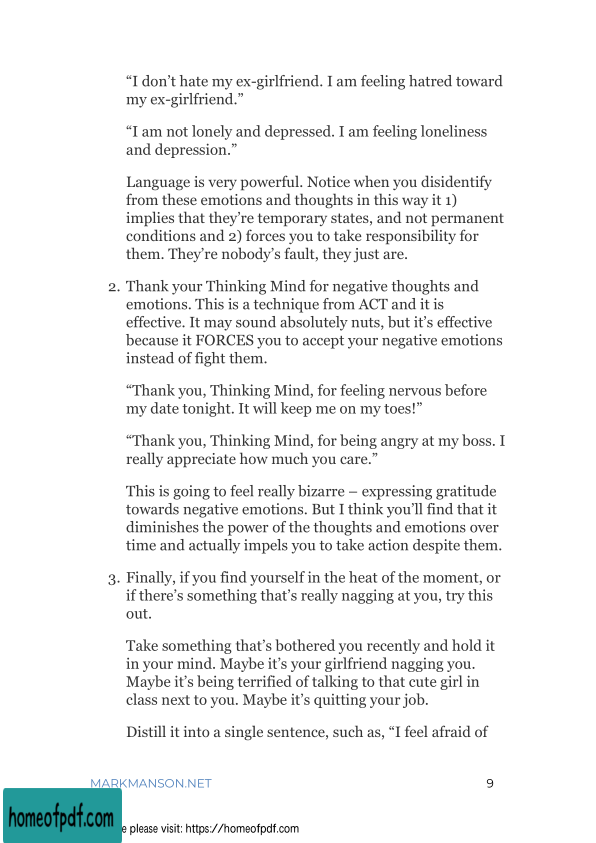 “I don’t hate my ex-girlfriend. I am feeling hatred toward
my ex-girlfriend.”
“I am not lonely and depressed. I am feeling loneliness
and depression.”
Language is very powerful. Notice when you disidentify
from these emotions and thoughts in this way it 1)
implies that they’re temporary states, and not permanent
conditions and 2) forces you to take responsibility for
them. They’re nobody’s fault, they just are.
2. Thank your Thinking Mind for negative thoughts and
emotions. This is a technique from ACT and it is
effective. It may sound absolutely nuts, but it’s effective
because it FORCES you to accept your negative emotions
instead of fight them.
“Thank you, Thinking Mind, for feeling nervous before
my date tonight. It will keep me on my toes!”
“Thank you, Thinking Mind, for being angry at my boss. I
really appreciate how much you care.”
This is going to feel really bizarre – expressing gratitude
towards negative emotions. But I think you’ll find that it
diminishes the power of the thoughts and emotions over
time and actually impels you to take action despite them.
3. Finally, if you find yourself in the heat of the moment, or
if there’s something that’s really nagging at you, try this
out.
Take something that’s bothered you recently and hold it
in your mind. Maybe it’s your girlfriend nagging you.
Maybe it’s being terrified of talking to that cute girl in
class next to you. Maybe it’s quitting your job.
Distill it into a single sentence, such as, “I feel afraid of
MARKMANSON.NET 9
homeofpdf.com
e please visit: https://homeofpdf.com